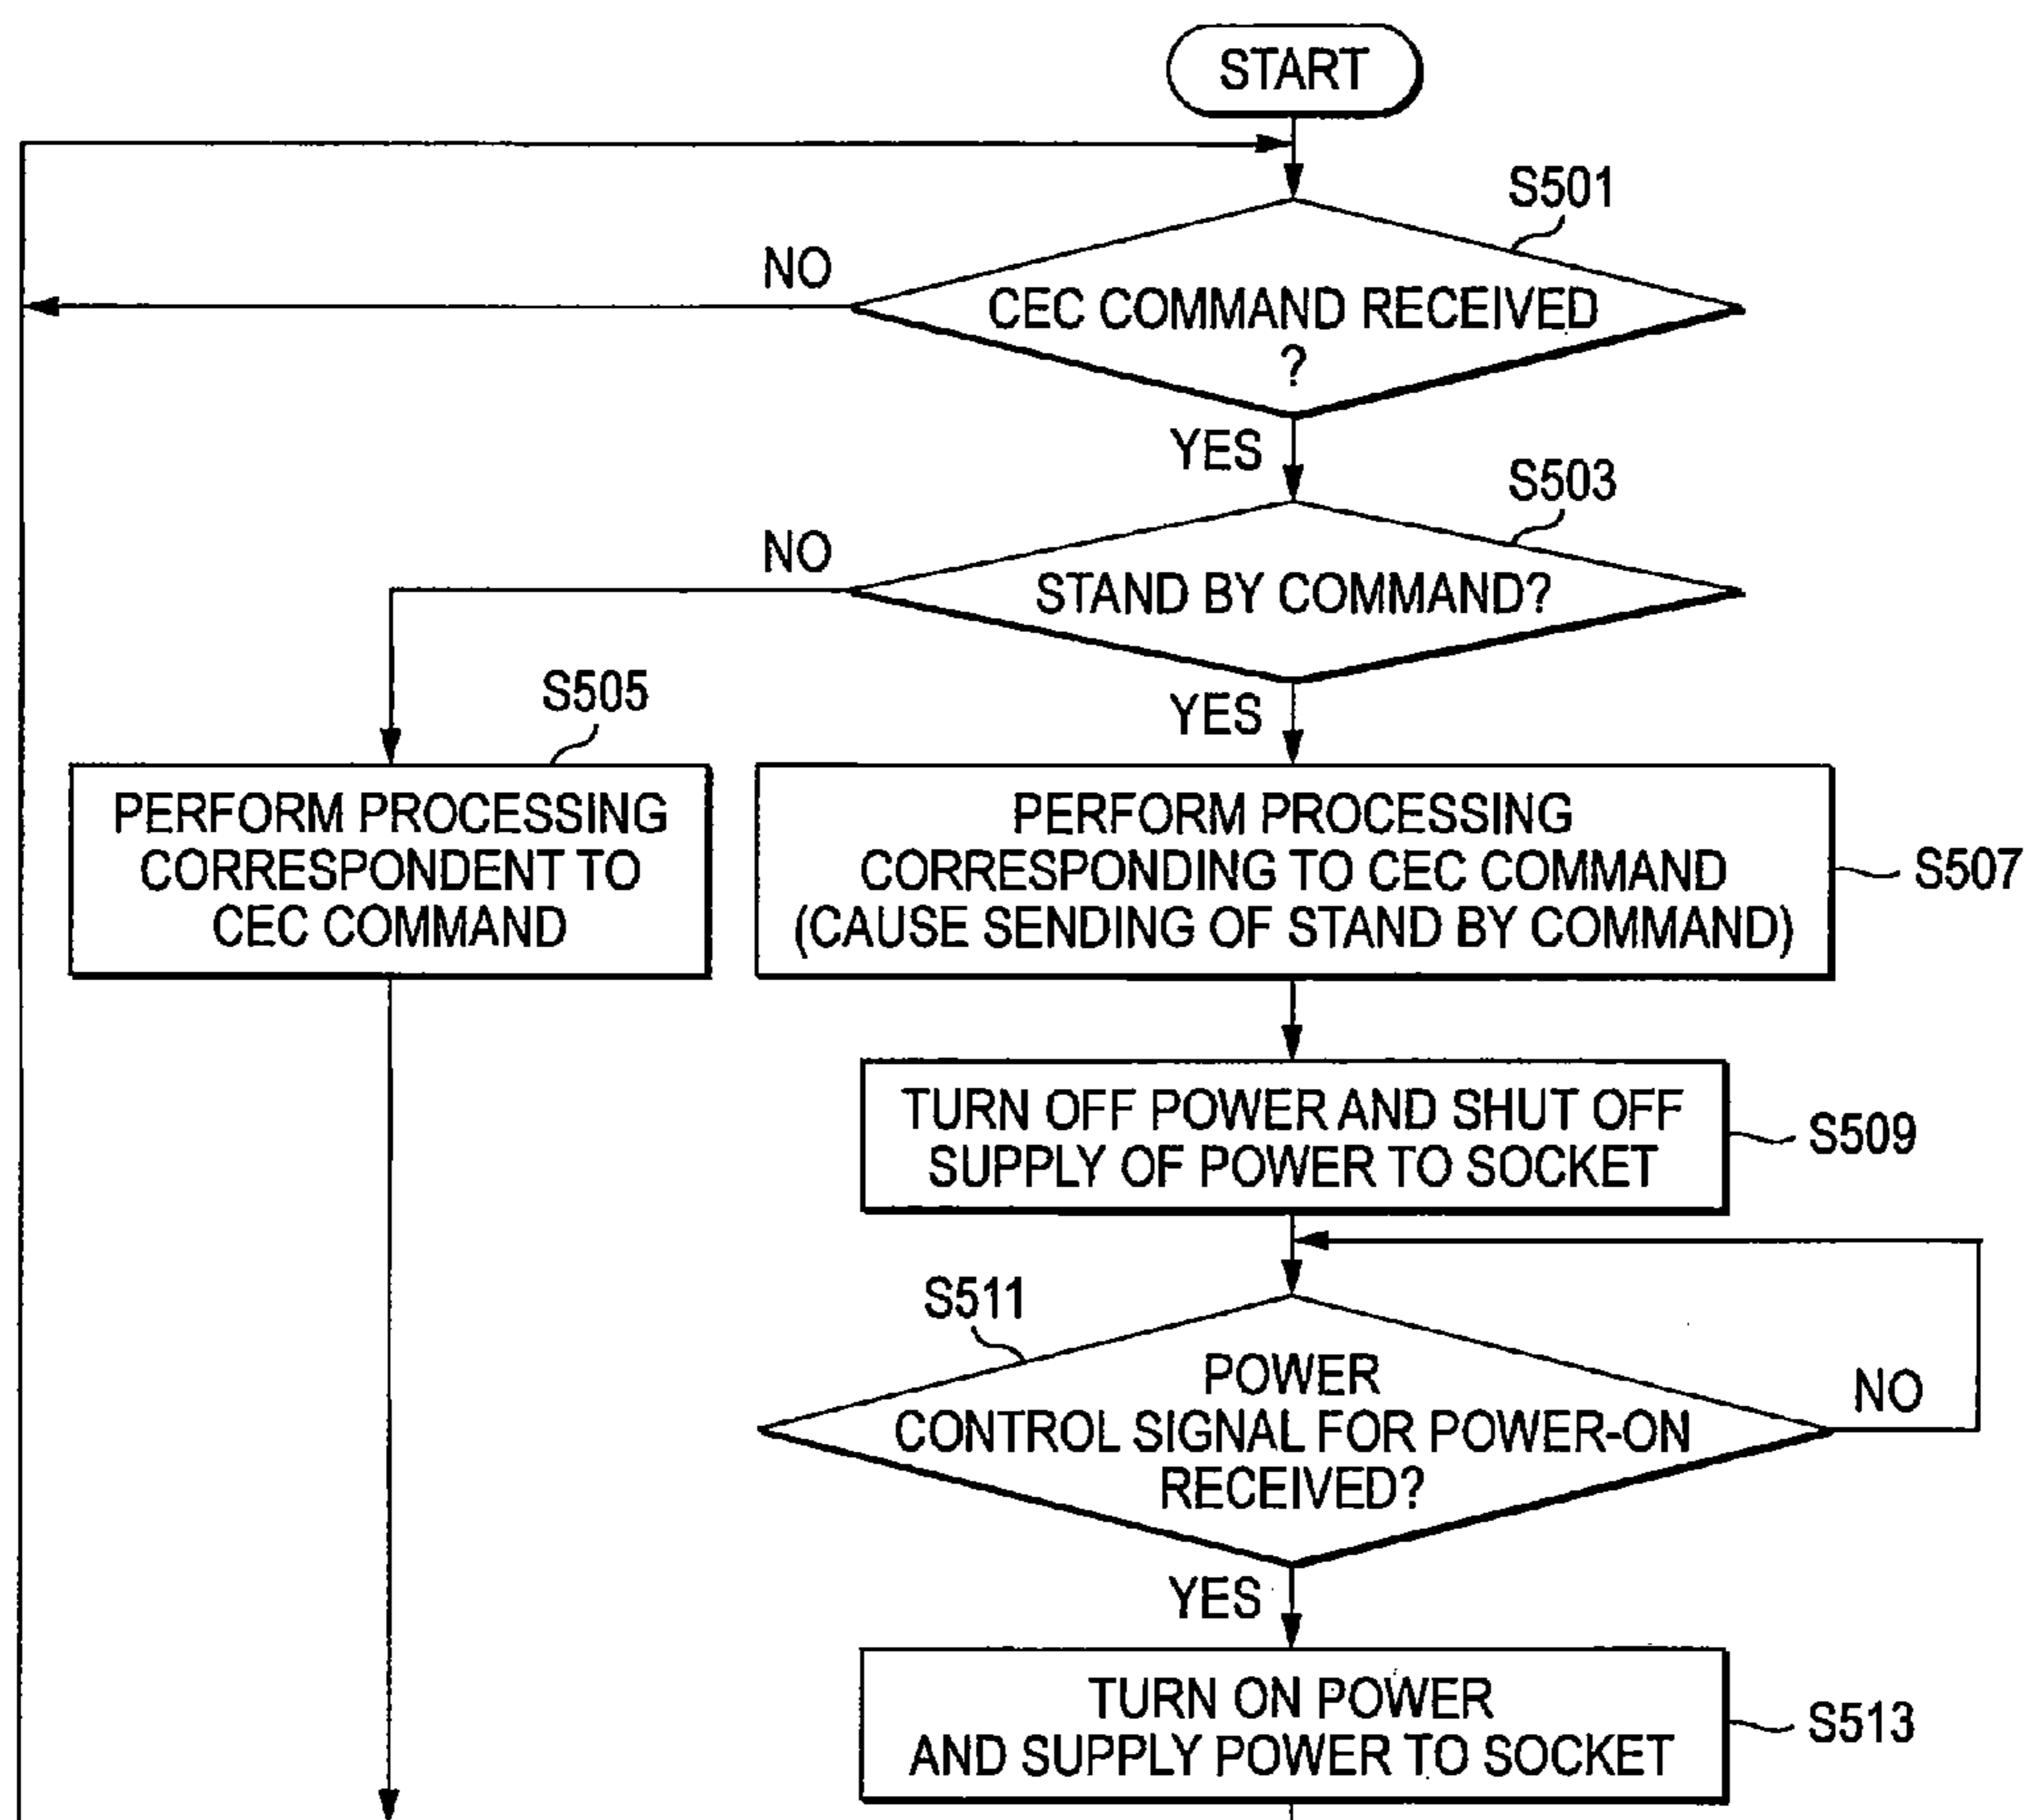 START
S501
NO
CEC COMMAND RECEIVED
?
YES
S503
NO
STAND BY COMMAND?
S505
YES
PERFORM PROCESSING
CORRESPONDENT TO
CEC COMMAND
PERFORM PROCESSING
CORRESPONDING TO CEC COMMAND
(CAUSE SENDING OF STAND BY COMMAND)
S507
TURN OFF POWER AND SHUT OFF
SUPPLY OF POWER TO SOCKET
S509
S511
POWER
CONTROL SIGNAL FOR POWER-ON
RECEIVED?
NO
YES
TURN ON POWER
AND SUPPLY POWER TO SOCKET
S513